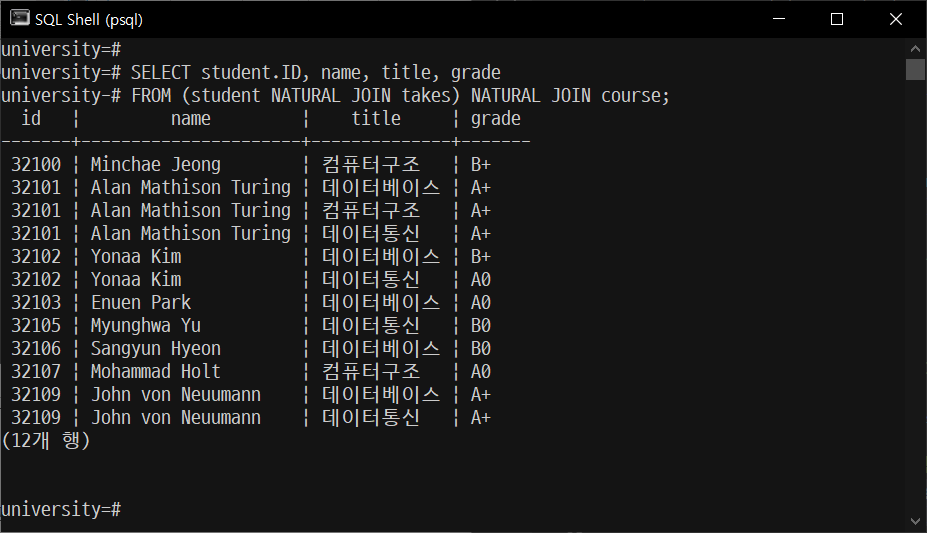 SQL Shell (psql)
university=#
university=# SELECT student.ID, name, title, grade
university-# FROM (student NATURAL JOIN takes) NATURAL JOIN course;
  id   ¦         name         ¦    title     ¦ grade
-------+----------------------+--------------+-------
 32100 ¦ Minchae Jeong        ¦ 컴퓨터구조   ¦ B+
 32101 ¦ Alan Mathison Turing ¦ 데이터베이스 ¦ A+
 32101 ¦ Alan Mathison Turing ¦ 컴퓨터구조   ¦ A+
 32101 ¦ Alan Mathison Turing ¦ 데이터통신   ¦ A+
 32102 ¦ Yonaa Kim            ¦ 데이터베이스 ¦ B+
 32102 ¦ Yonaa Kim            ¦ 데이터통신   ¦ A0
 32103 ¦ Enuen Park           ¦ 데이터베이스 ¦ A0
 32105 ¦ Myunghwa Yu          ¦ 데이터통신   ¦ B0
 32106 ¦ Sangyun Hyeon        ¦ 데이터베이스 ¦ B0
 32107 ¦ Mohammad Holt        ¦ 컴퓨터구조   ¦ A0
 32109 ¦ John von Neuumann    ¦ 데이터베이스 ¦ A+
 32109 ¦ John von Neuumann    ¦ 데이터통신   ¦ A+
(12개 행)
university=#